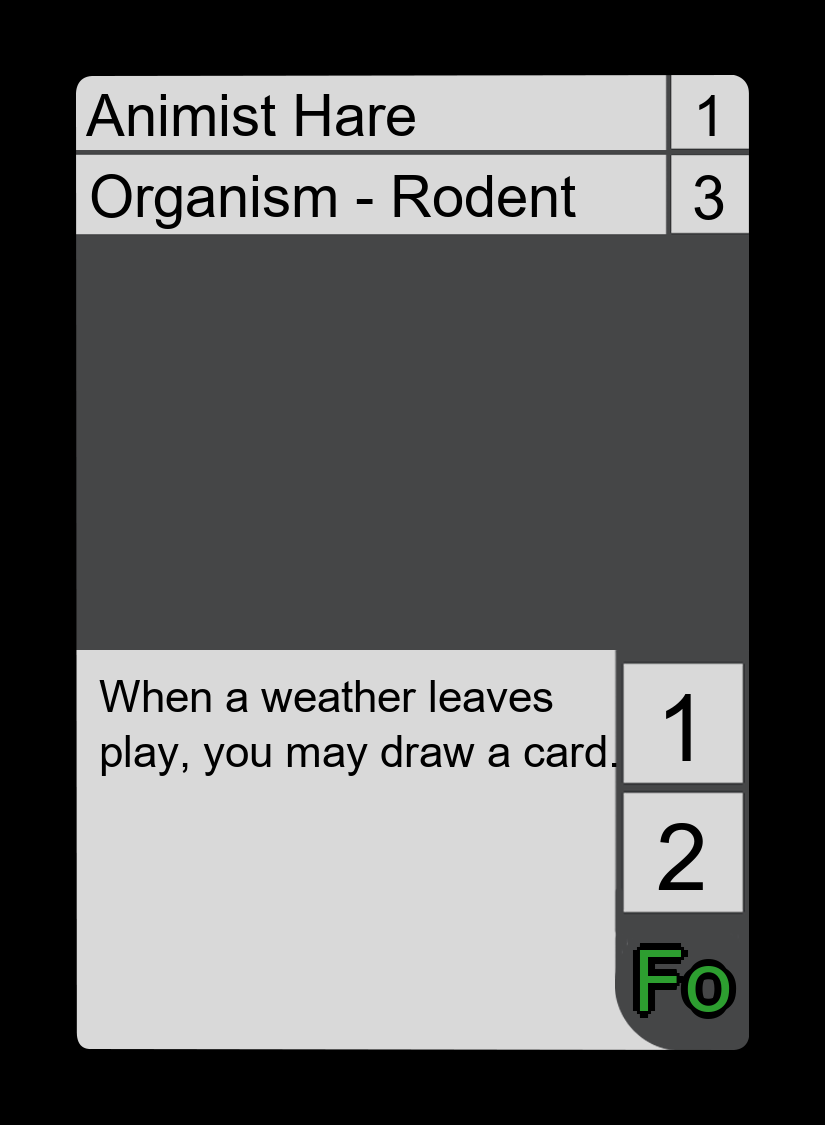 Animist Hare 1
Organism - Rodent 3
When a weather leaves
play, you may draw a card.
1
2
Fo